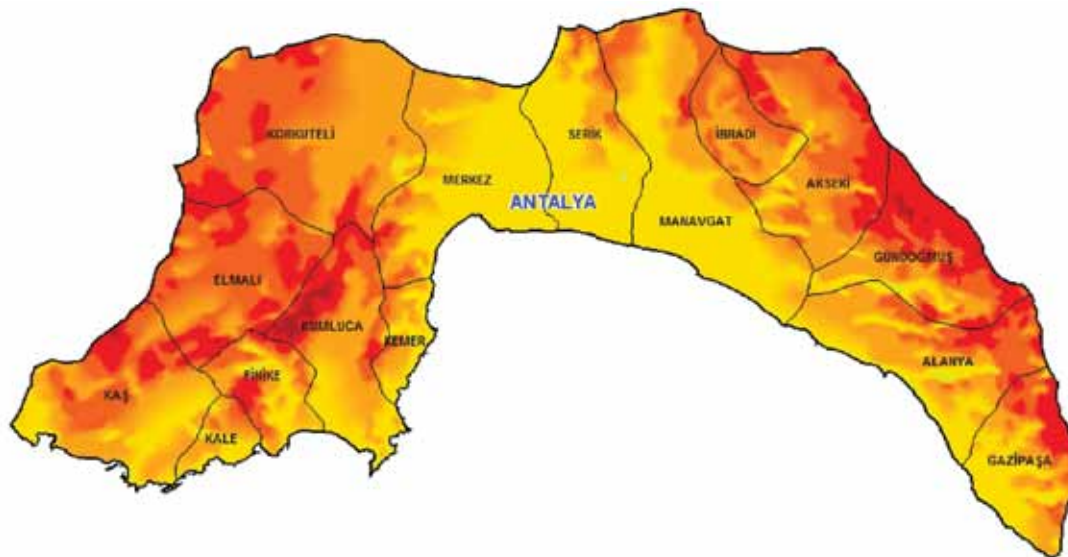 KORKUTELİ
SERİK
İBRADI
MERKEZ
AKSEKİ
ANTALYA
MANAVGAT
GÜNDOĞMUŞ
ELMALI
KUMLUCA
KEMER
ALANYA
FİNİKE
KAŞ
KALE
GAZİPAŞA